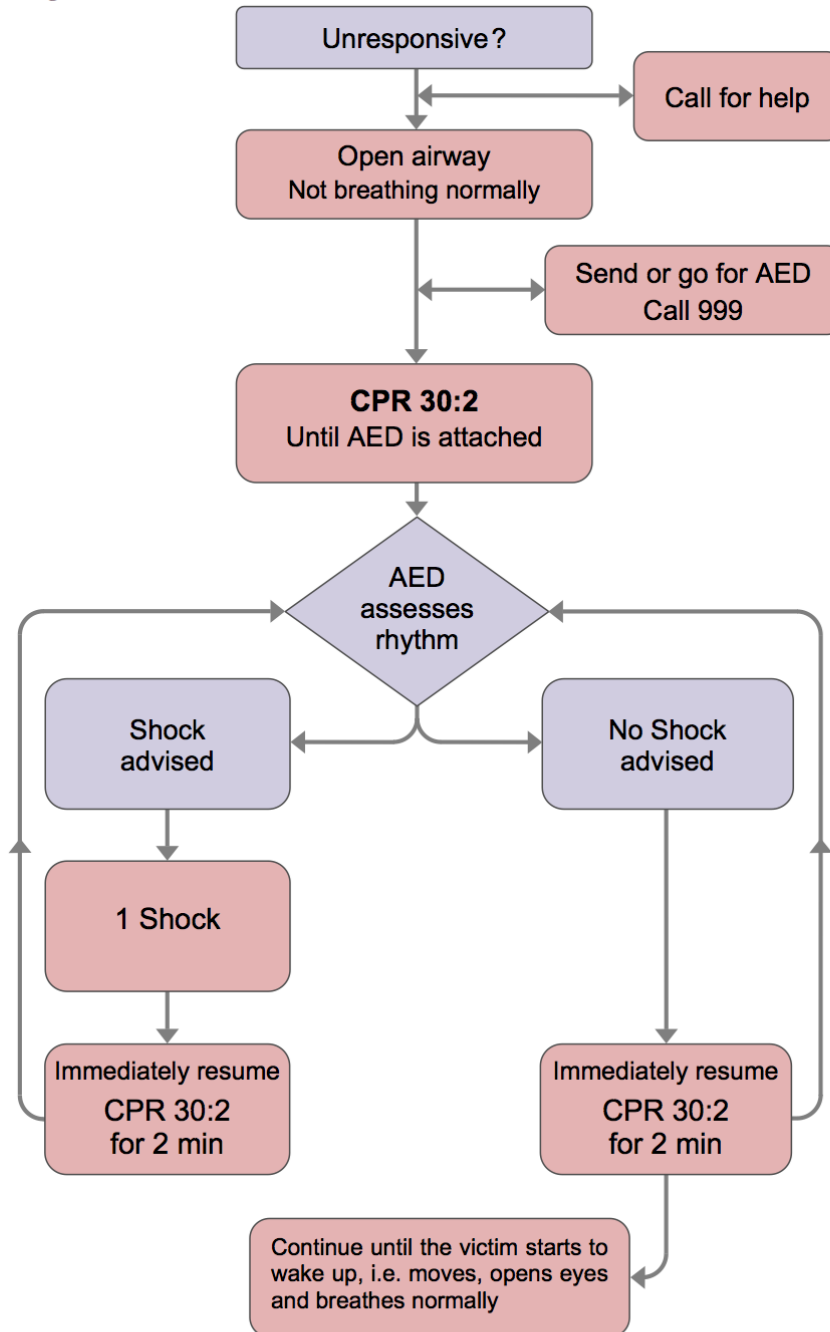 Unresponsive?
Call for help
Open airway
Not breathing normally
Send or go for AED
Call 999
CPR 30:2
Until AED is attached
AED
assesses
rhythm
Shock
advised
No Shock
advised
1 Shock
Immediately resume
CPR 30:2
for 2 min
Immediately resume
CPR 30:2
for 2 min
Continue until the victim starts to
wake up, i.e. moves, opens eyes
and breathes normally